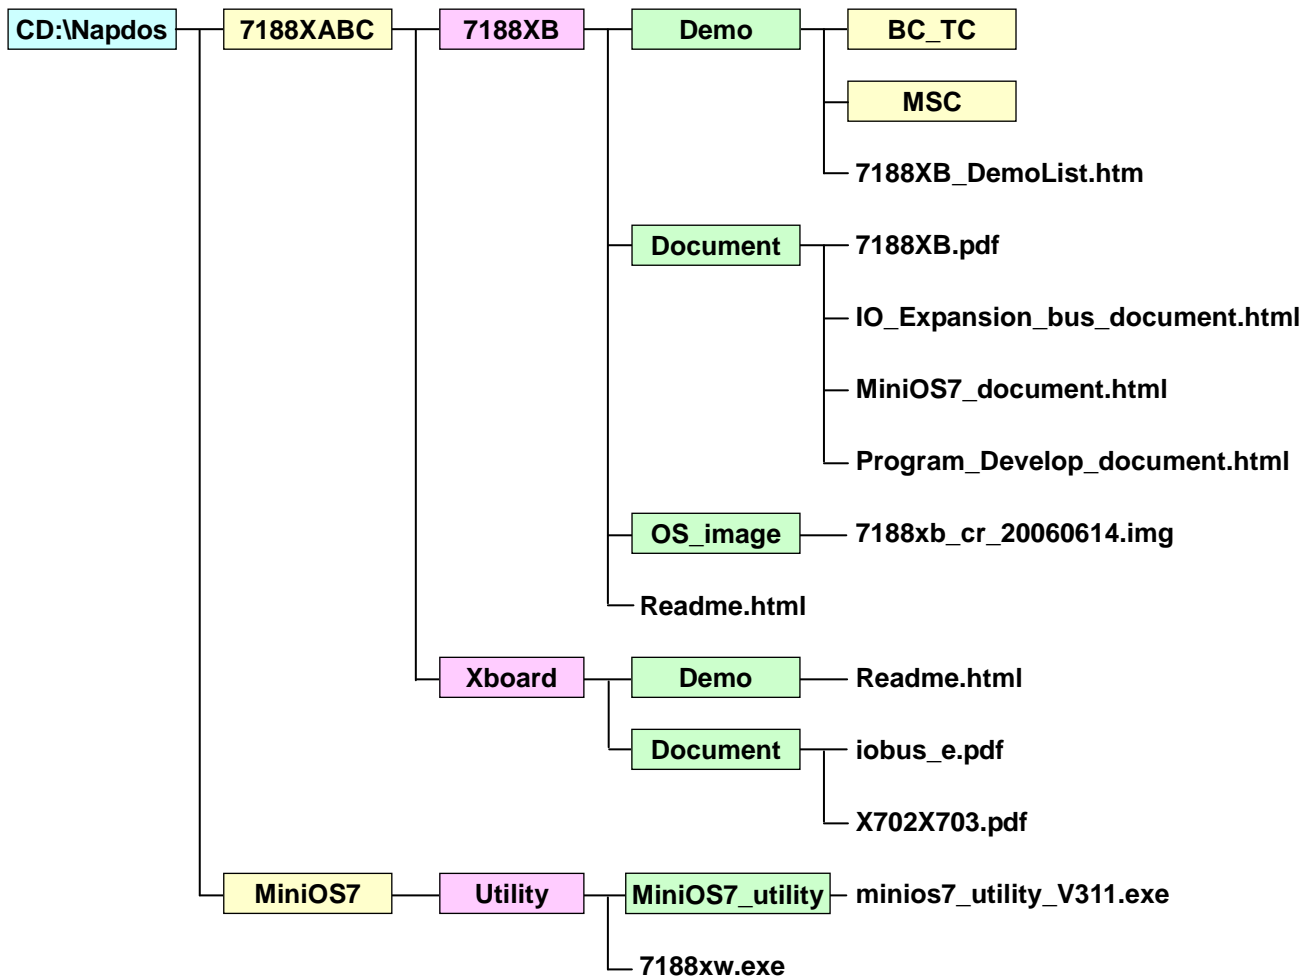 CD:\Napdos 7188XABC 7188XB Demo BC_TC
MSC
7188XB_DemoList.htm
Document 7188XB.pdf
IO_Expansion_bus_document.html
MiniOS7_document.html
Program_Develop_document.html
OS_image 7188xb_cr_20060614.img
Readme.html
Xboard Demo Readme.html
Document iobus_e.pdf
X702X703.pdf
MiniOS7 Utility MiniOS7_utility minios7_utility_V311.exe
7188xw.exe